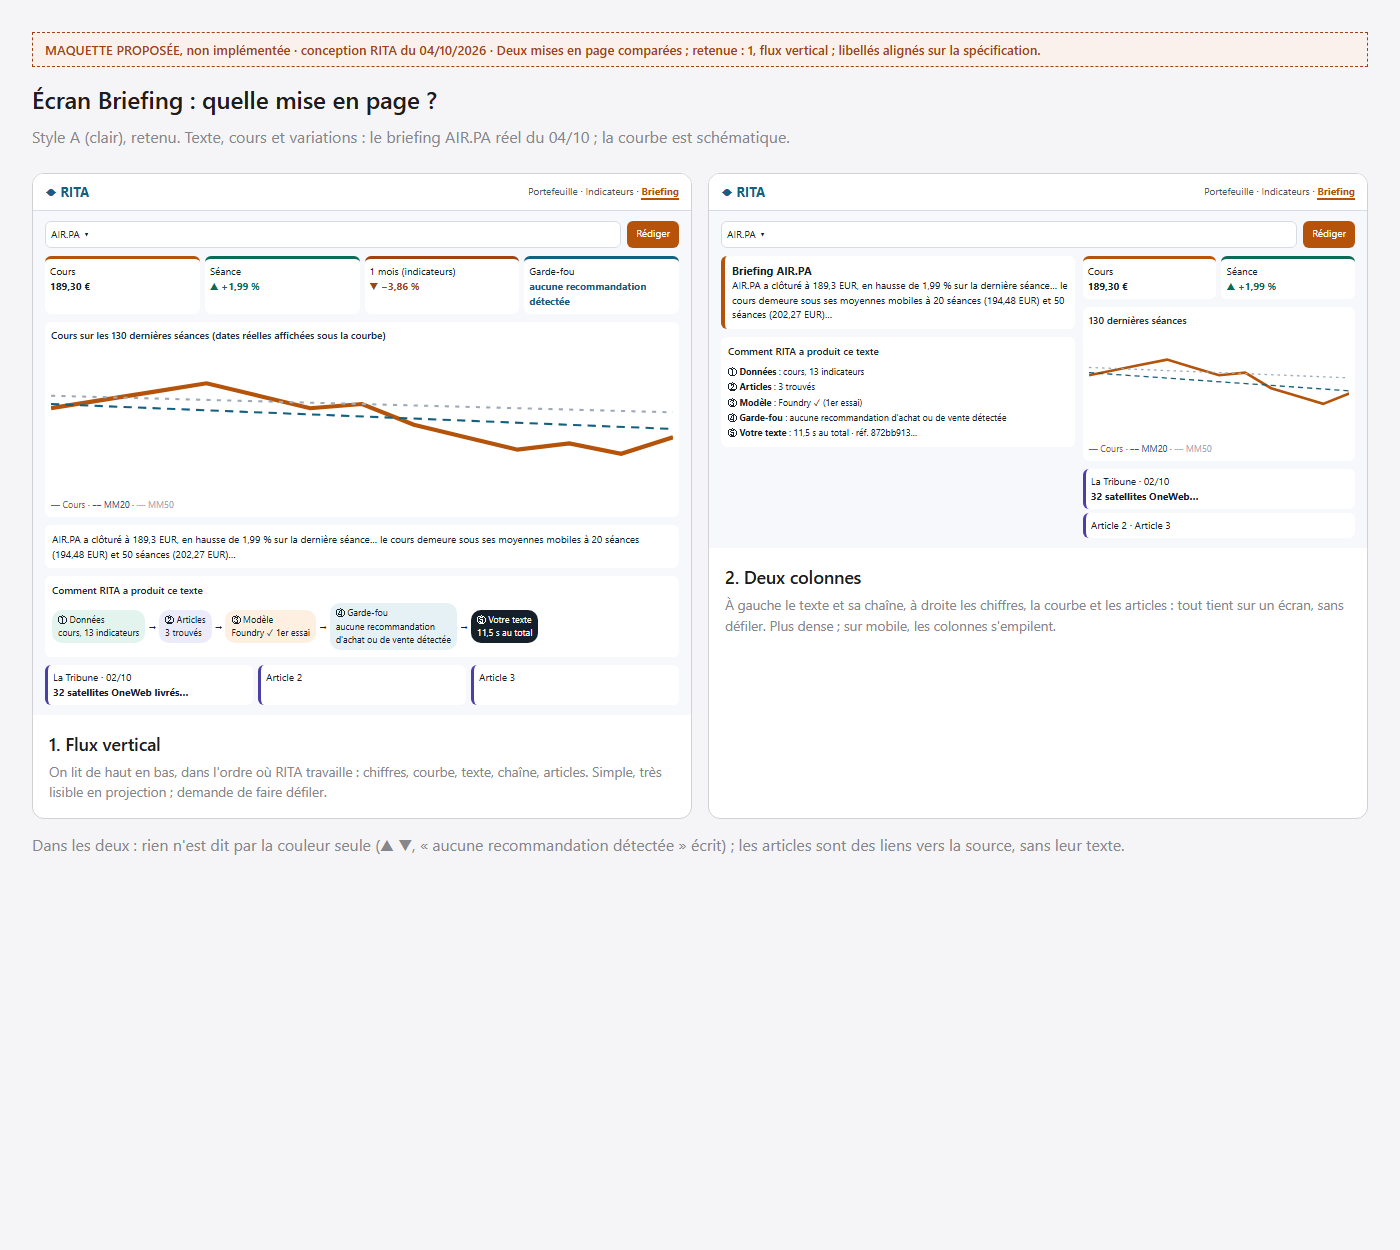 MAQUETTE PROPOSÉE, non implémentée · conception RITA du 04/10/2026 · Deux mises en page comparées ; retenue : 1, flux vertical ; libellés alignés sur la spécification.
Écran Briefing : quelle mise en page ?
Style A (clair), retenu. Texte, cours et variations : le briefing AIR.PA réel du 04/10 ; la courbe est schématique.
RITA
Portefeuille · Indicateurs · Briefing
AIR.PA ▾
Rédiger
Cours
189,30 €
Séance
▲ +1,99 %
1 mois (indicateurs)
▼ −3,86 %
Garde-fou
aucune recommandation
détectée
Cours sur les 130 dernières séances (dates réelles affichées sous la courbe)
— Cours · -- MM20 · ···· MM50
AIR.PA a clôturé à 189,3 EUR, en hausse de 1,99 % sur la dernière séance... le cours demeure sous ses moyennes mobiles à 20 séances
(194,48 EUR) et 50 séances (202,27 EUR)...
Comment RITA a produit ce texte
① Données
cours, 13 indicateurs
→
② Articles
3 trouvés
→
③ Modèle
Foundry ✓ 1er essai
→
④ Garde-fou
aucune recommandation
d'achat ou de vente détectée
→
⑤ Votre texte
11,5 s au total
La Tribune · 02/10
32 satellites OneWeb livrés...
Article 2
Article 3
1. Flux vertical
On lit de haut en bas, dans l'ordre où RITA travaille : chiffres, courbe, texte, chaîne, articles. Simple, très
lisible en projection ; demande de faire défiler.
RITA
Portefeuille · Indicateurs · Briefing
AIR.PA ▾
Rédiger
Briefing AIR.PA
AIR.PA a clôturé à 189,3 EUR, en hausse de 1,99 % sur la dernière séance... le
cours demeure sous ses moyennes mobiles à 20 séances (194,48 EUR) et 50
séances (202,27 EUR)...
Comment RITA a produit ce texte
① Données : cours, 13 indicateurs
② Articles : 3 trouvés
③ Modèle : Foundry ✓ (1er essai)
④ Garde-fou : aucune recommandation d'achat ou de vente détectée
⑤ Votre texte : 11,5 s au total · réf. 872bb913...
Cours
189,30 €
Séance
▲ +1,99 %
130 dernières séances
— Cours · -- MM20 · ···· MM50
La Tribune · 02/10
32 satellites OneWeb...
Article 2 · Article 3
2. Deux colonnes
À gauche le texte et sa chaîne, à droite les chiffres, la courbe et les articles : tout tient sur un écran, sans
défiler. Plus dense ; sur mobile, les colonnes s'empilent.
Dans les deux : rien n'est dit par la couleur seule (▲ ▼, « aucune recommandation détectée » écrit) ; les articles sont des liens vers la source, sans leur texte.